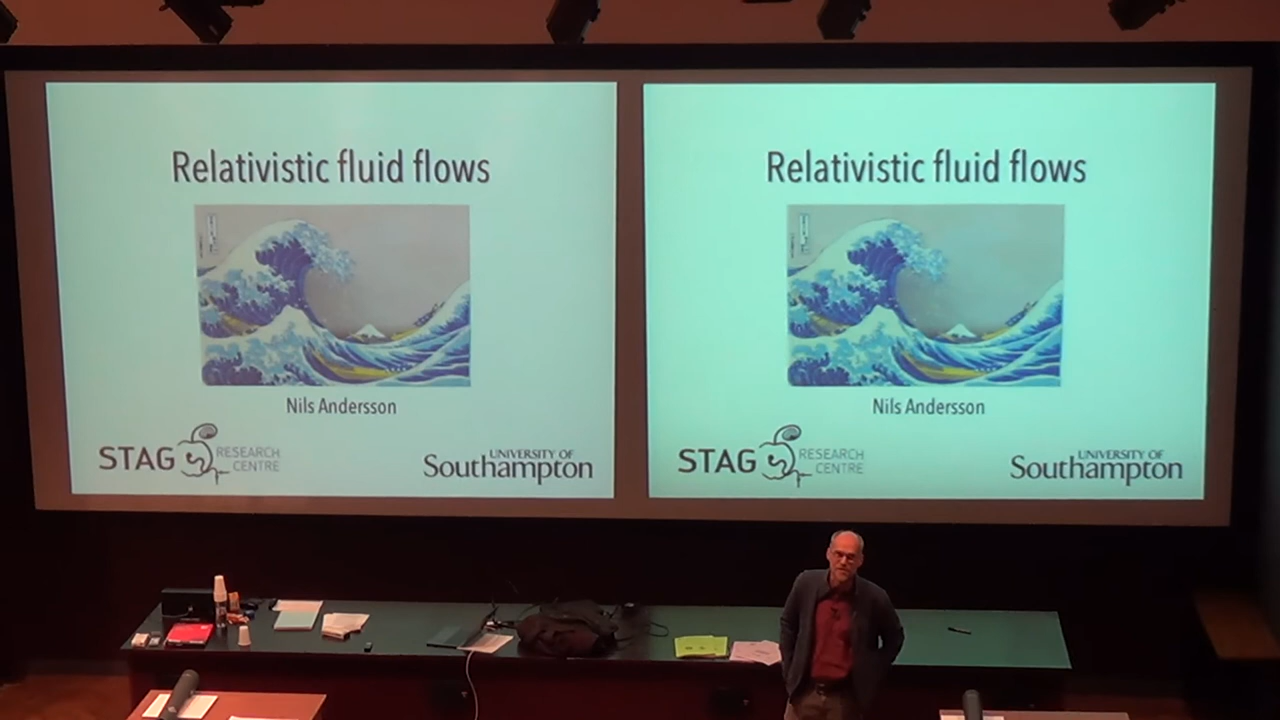 Relativistic fluid flows
Nils Andersson
STAG RESEARCH
CENTRE
UNIVERSITY OF
Southampton
Relativistic fluid flows
Nils Andersson
STAG RESEARCH
CENTRE
UNIVERSITY OF
Southampton